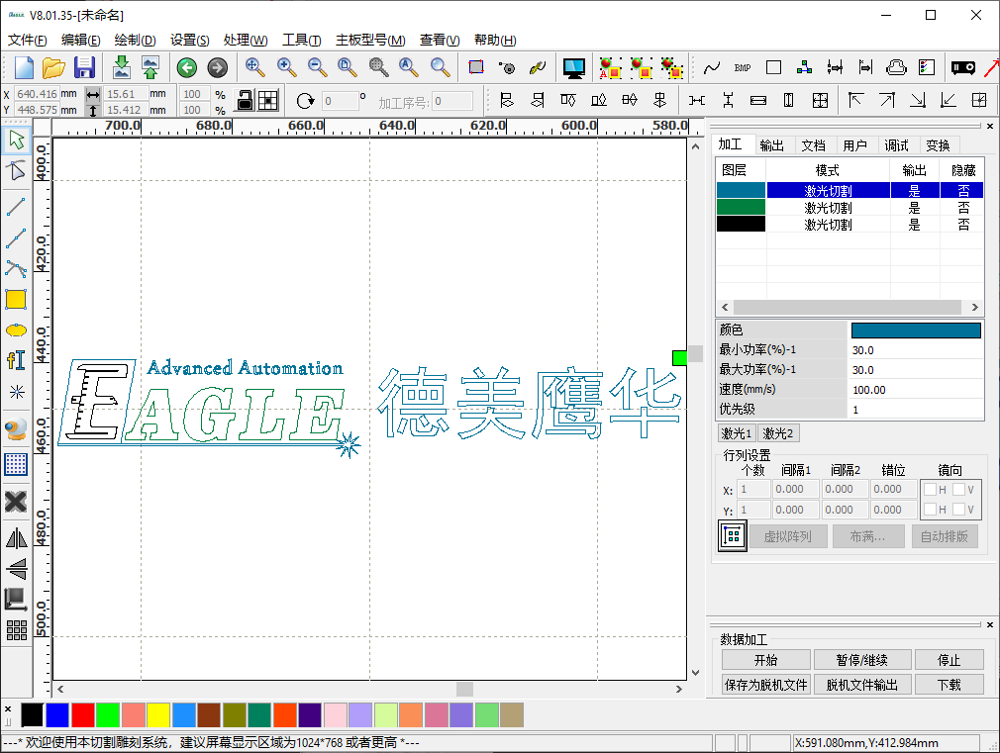 V8.01.35-[未命名]
文件(F) 编辑(E) 绘制(D) 设置(S) 处理(W) 工具(T) 主板型号(M) 查看(V) 帮助(H)
BMP
X 640.416 mm 15.61 mm 100 %
Y 448.575 mm 15.412 mm 100 %
0 ° 加工序号: 0
700.0 680.0 660.0 640.0 620.0 600.0 580.0
400.0
420.0
440.0
460.0
480.0
500.0
Advanced Automation
EAGLE
德美鹰华
加工 输出 文档 用户 调试 变换
图层 模式 输出 隐藏
激光切割 是 否
激光切割 是 否
激光切割 是 否
颜色
最小功率(%)-1 30.0
最大功率(%)-1 30.0
速度(mm/s) 100.00
优先级 1
激光1 激光2
行列设置
个数 间隔1 间隔2 错位 镜向
X: 1 0.000 0.000 0.000 H V
Y: 1 0.000 0.000 0.000 H V
虚拟阵列 布满... 自动排版
数据加工
开始 暂停/继续 停止
保存为脱机文件 脱机文件输出 下载
---* 欢迎使用本切割雕刻系统，建议屏幕显示区域为1024*768 或者更高 *---
X:591.080mm,Y:412.984mm